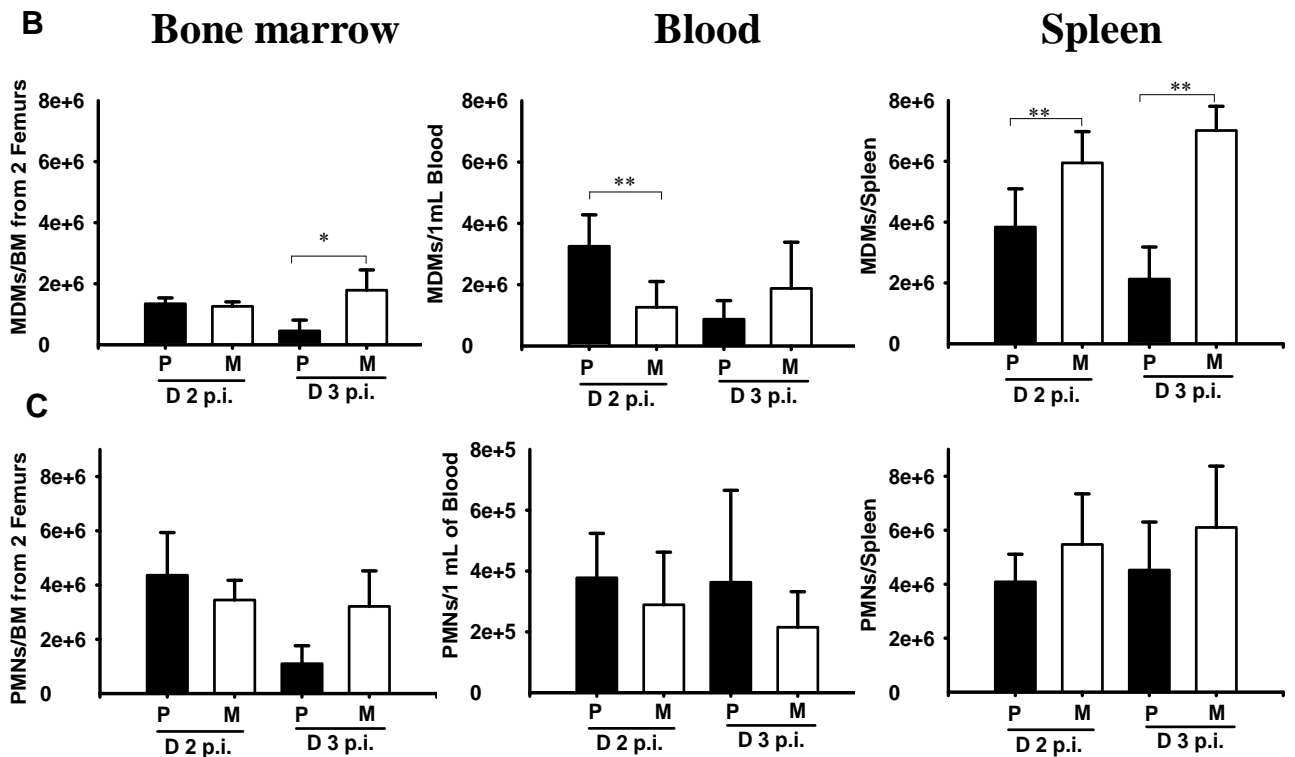 B
Bone marrow
Blood
Spleen
MDMs/BM from 2 Femurs
8e+6
6e+6
4e+6
2e+6
0
*
P M P M
D 2 p.i. D 3 p.i.
MDMs/1mL Blood
8e+6
6e+6
4e+6
2e+6
0
**
P M P M
D 2 p.i. D 3 p.i.
MDMs/Spleen
8e+6
6e+6
4e+6
2e+6
0
**
**
P M P M
D 2 p.i. D 3 p.i.
C
PMNs/BM from 2 Femurs
8e+6
6e+6
4e+6
2e+6
0
P M P M
D 2 p.i. D 3 p.i.
PMNs/1 mL of Blood
8e+5
6e+5
4e+5
2e+5
0
P M P M
D 2 p.i. D 3 p.i.
PMNs/Spleen
8e+6
6e+6
4e+6
2e+6
0
P M P M
D 2 p.i. D 3 p.i.